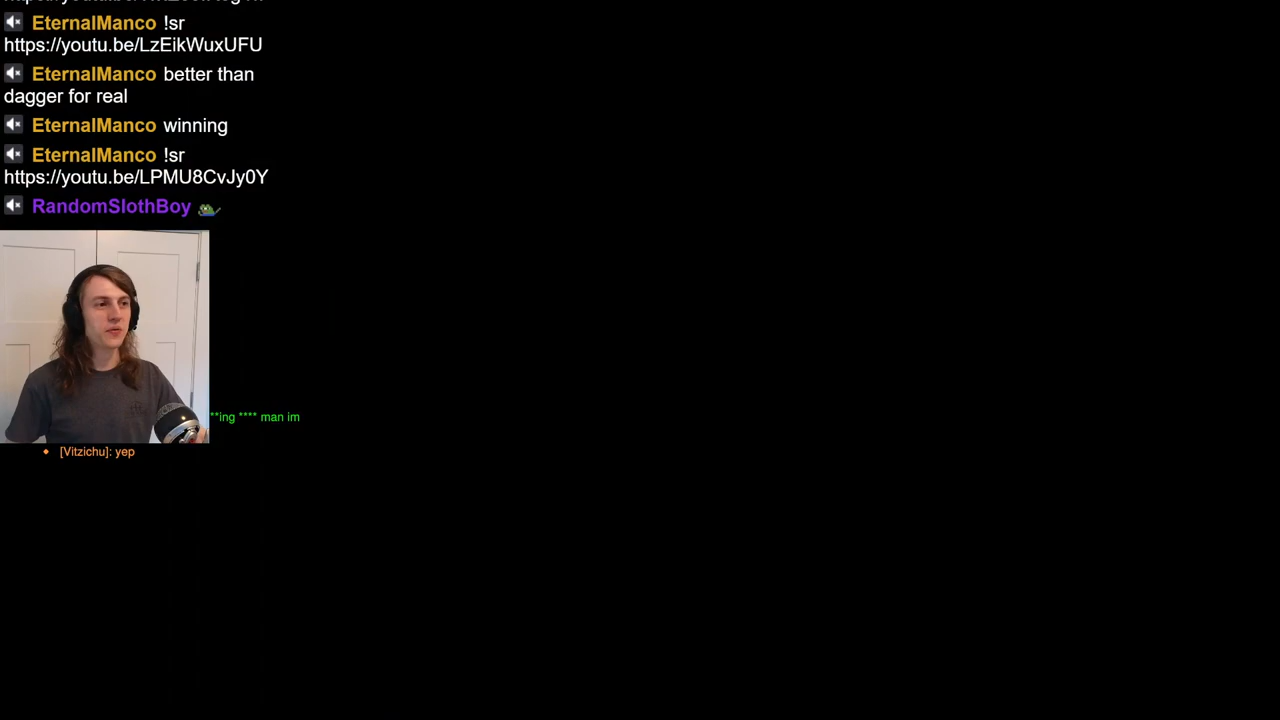 EternalManco !sr
https://youtu.be/LzEikWuxUFU
EternalManco better than
dagger for real
EternalManco winning
EternalManco !sr
https://youtu.be/LPMU8CvJy0Y
RandomSlothBoy
**ing **** man im
[Vitzichu]: yep